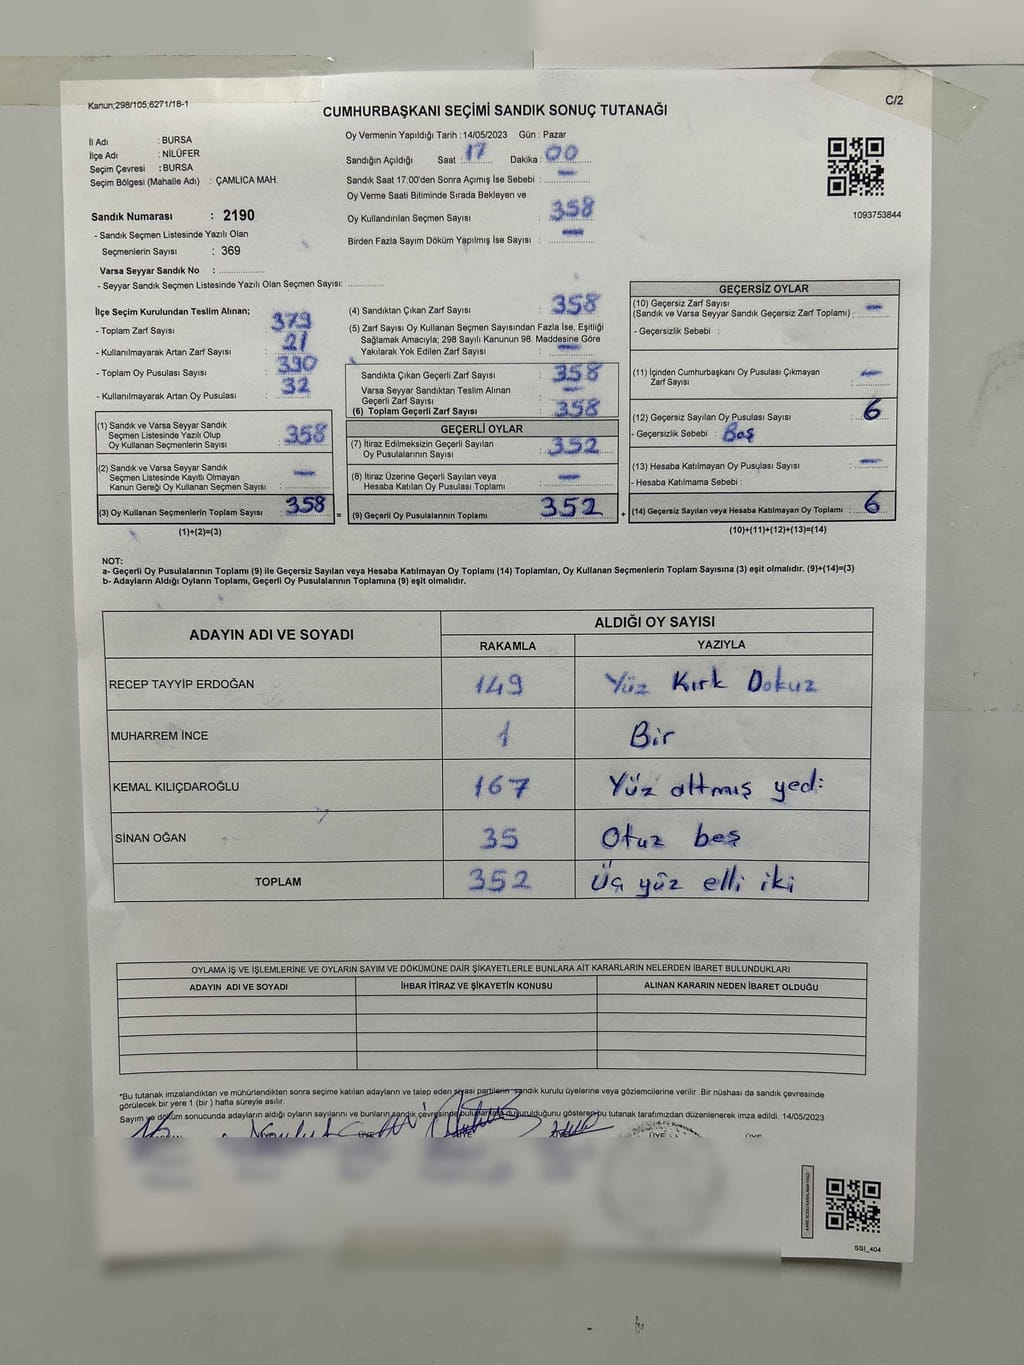 Kanun;298/105,6271/18-1
C/2
CUMHURBAŞKANI SEÇİMİ SANDIK SONUÇ TUTANAĞI
İl Adı : BURSA
İlçe Adı : NİLÜFER
Seçim Çevresi : BURSA
Seçim Bölgesi (Mahalle Adı) : ÇAMLICA MAH.
Oy Vermenin Yapıldığı Tarih : 14/05/2023 Gün : Pazar
Sandığın Açıldığı Saat : 17 Dakika : 00
Sandık Saat 17:00'den Sonra Açımış İse Sebebi : —
Oy Verme Saati Bitiminde Sırada Bekleyen ve
Oy Kullandırılan Seçmen Sayısı : 358
Birden Fazla Sayım Döküm Yapılmış İse Sayısı : —
1093753844
Sandık Numarası : 2190
- Sandık Seçmen Listesinde Yazılı Olan
Seçmenlerin Sayısı : 369
Varsa Seyyar Sandık No : ...............
- Seyyar Sandık Seçmen Listesinde Yazılı Olan Seçmen Sayısı: ...............
İlçe Seçim Kurulundan Teslim Alınan;
- Toplam Zarf Sayısı : 379
- Kullanılmayarak Artan Zarf Sayısı : 21
- Toplam Oy Pusulası Sayısı : 390
- Kullanılmayarak Artan Oy Pusulası : 32
(1) Sandık ve Varsa Seyyar Sandık
Seçmen Listesinde Yazılı Olup
Oy Kullanan Seçmenlerin Sayısı : 358
(2) Sandık ve Varsa Seyyar Sandık
Seçmen Listesinde Kayıtlı Olmayan
Kanun Gereği Oy Kullanan Seçmen Sayısı : —
(3) Oy Kullanan Seçmenlerin Toplam Sayısı : 358 =
(1)+(2)=(3)
(4) Sandıktan Çıkan Zarf Sayısı : 358
(5) Zarf Sayısı Oy Kullanan Seçmen Sayısından Fazla İse, Eşitliği
Sağlamak Amacıyla; 298 Sayılı Kanunun 98. Maddesine Göre
Yakılarak Yok Edilen Zarf Sayısı : —
Sandıkta Çıkan Geçerli Zarf Sayısı : 358
Varsa Seyyar Sandıktan Teslim Alınan
Geçerli Zarf Sayısı : —
(6) Toplam Geçerli Zarf Sayısı : 358
GEÇERLİ OYLAR
(7) İtiraz Edilmeksizin Geçerli Sayılan
Oy Pusulalarının Sayısı : 352
(8) İtiraz Üzerine Geçerli Sayılan veya
Hesaba Katılan Oy Pusulası Toplamı : —
(9) Geçerli Oy Pusulalarının Toplamı : 352 +
GEÇERSİZ OYLAR
(10) Geçersiz Zarf Sayısı
(Sandık ve Varsa Seyyar Sandık Geçersiz Zarf Toplamı) : —
- Geçersizlik Sebebi :
(11) İçinden Cumhurbaşkanı Oy Pusulası Çıkmayan
Zarf Sayısı : —
(12) Geçersiz Sayılan Oy Pusulası Sayısı : 6
- Geçersizlik Sebebi : Boş
(13) Hesaba Katılmayan Oy Pusulası Sayısı : —
- Hesaba Katılmama Sebebi :
(14) Geçersiz Sayılan veya Hesaba Katılmayan Oy Toplamı : 6
(10)+(11)+(12)+(13)=(14)
NOT:
a- Geçerli Oy Pusulalarının Toplamı (9) ile Geçersiz Sayılan veya Hesaba Katılmayan Oy Toplamı (14) Toplamları, Oy Kullanan Seçmenlerin Toplam Sayısına (3) eşit olmalıdır. (9)+(14)=(3)
b- Adayların Aldığı Oyların Toplamı, Geçerli Oy Pusulalarının Toplamına (9) eşit olmalıdır.
ADAYIN ADI VE SOYADI
ALDIĞI OY SAYISI
RAKAMLA YAZIYLA
RECEP TAYYİP ERDOĞAN 149 Yüz Kırk Dokuz
MUHARREM İNCE 1 Bir
KEMAL KILIÇDAROĞLU 167 Yüz altmış yedi
SİNAN OĞAN 35 Otuz beş
TOPLAM 352 Üç yüz elli iki
OYLAMA İŞ VE İŞLEMLERİNE VE OYLARIN SAYIM VE DÖKÜMÜNE DAİR ŞİKAYETLERLE BUNLARA AİT KARARLARIN NELERDEN İBARET BULUNDUKLARI
ADAYIN ADI VE SOYADI İHBAR İTİRAZ VE ŞİKAYETİN KONUSU ALINAN KARARIN NEDEN İBARET OLDUĞU
*Bu tutanak imzalandıktan ve mühürlendikten sonra seçime katılan adayların ve talep eden siyasi partilerin sandık kurulu üyelerine veya gözlemcilerine verilir. Bir nüshası da sandık çevresinde
görülecek bir yere 1 (bir ) hafta süreyle asılır.
Sayım ve döküm sonucunda adayların aldığı oyların sayılarını ve bunların sandık çevresinde bulunanlara duyurulduğunu gösteren bu tutanak tarafımızdan düzenlenerek imza edildi. 14/05/2023
ÜYE ÜYE
SSI_404